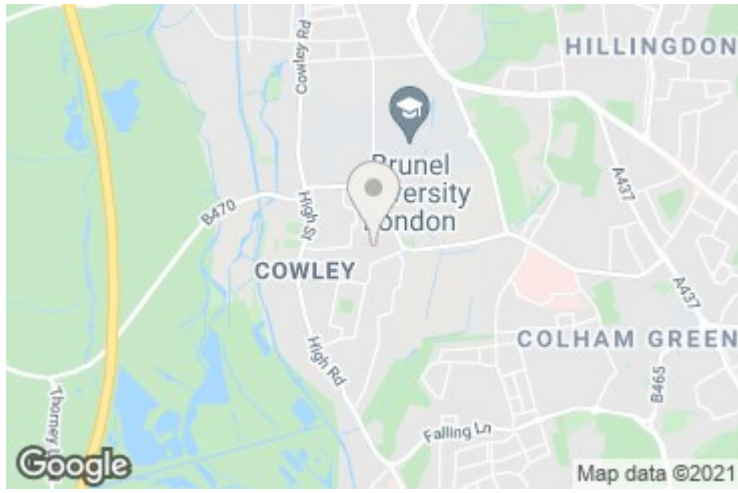 HILLINGDON
Cowley Rd
Brunel
University
London
A437
B470
High St
COWLEY
A437
COLHAM GREEN
High Rd
B465
Thorney
Falling Ln
Google
Map data ©2021